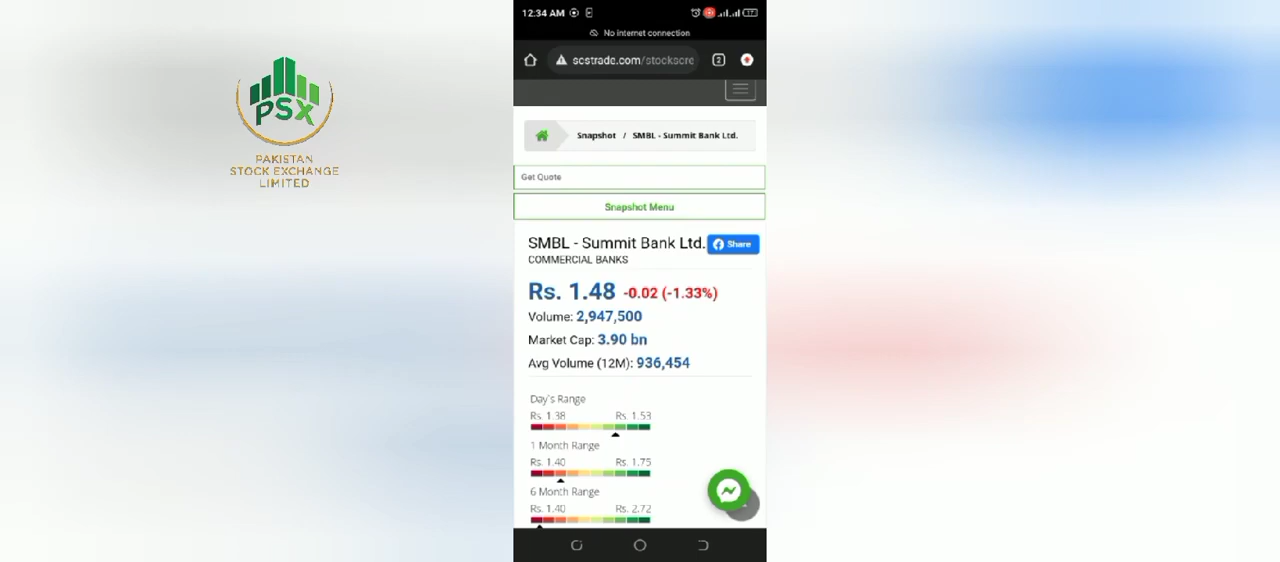 PSX
PAKISTAN
STOCK EXCHANGE
LIMITED
12:34 AM
17
No internet connection
scstrade.com/stockscre
2
Snapshot / SMBL - Summit Bank Ltd.
Get Quote
Snapshot Menu
SMBL - Summit Bank Ltd.
Share
COMMERCIAL BANKS
Rs. 1.48 -0.02 (-1.33%)
Volume: 2,947,500
Market Cap: 3.90 bn
Avg Volume (12M): 936,454
Day's Range
Rs. 1.38 Rs. 1.53
1 Month Range
Rs. 1.40 Rs. 1.75
6 Month Range
Rs. 1.40 Rs. 2.72